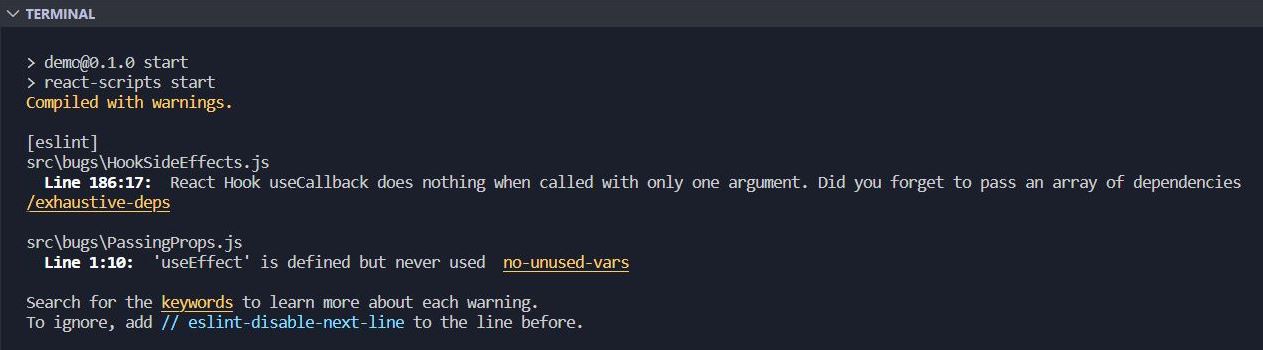 TERMINAL
> demo@0.1.0 start
> react-scripts start
Compiled with warnings.
[eslint]
src\bugs\HookSideEffects.js
Line 186:17:  React Hook useCallback does nothing when called with only one argument. Did you forget to pass an array of dependencies
/exhaustive-deps
src\bugs\PassingProps.js
Line 1:10:  'useEffect' is defined but never used  no-unused-vars
Search for the keywords to learn more about each warning.
To ignore, add // eslint-disable-next-line to the line before.